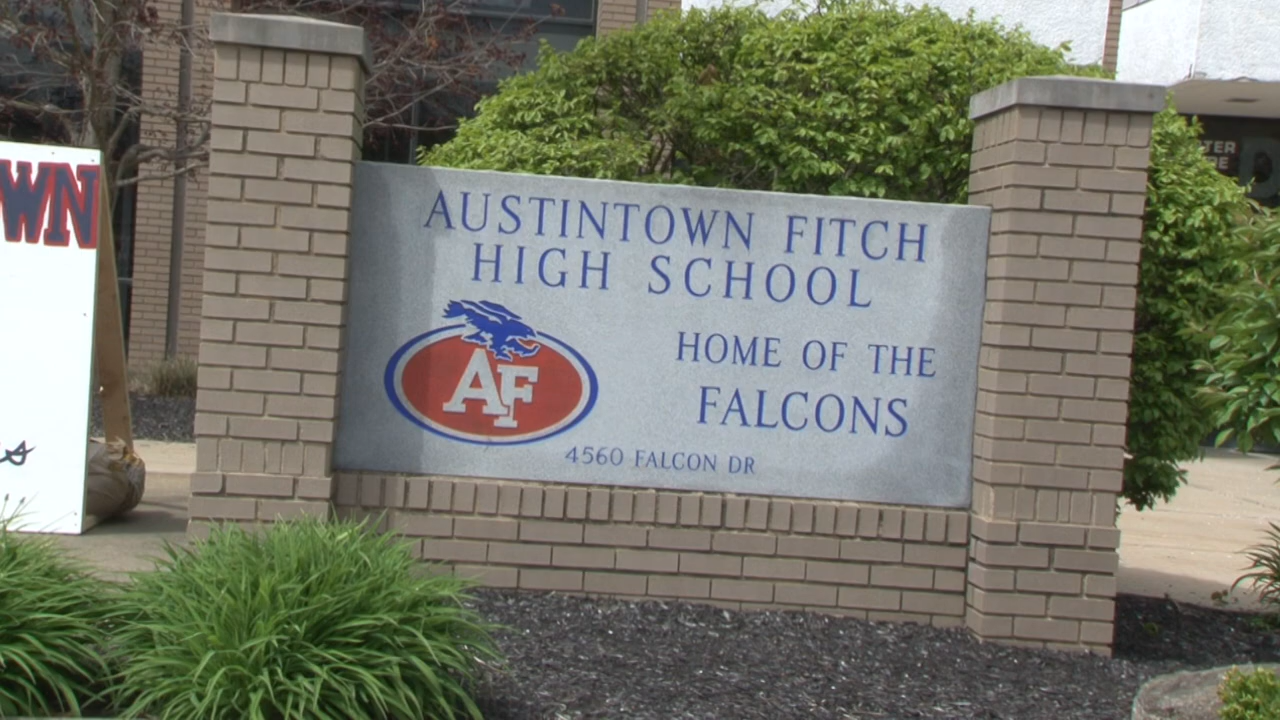 AUSTINTOWN FITCH
HIGH SCHOOL
AF
HOME OF THE
FALCONS
4560 FALCON DR
WN